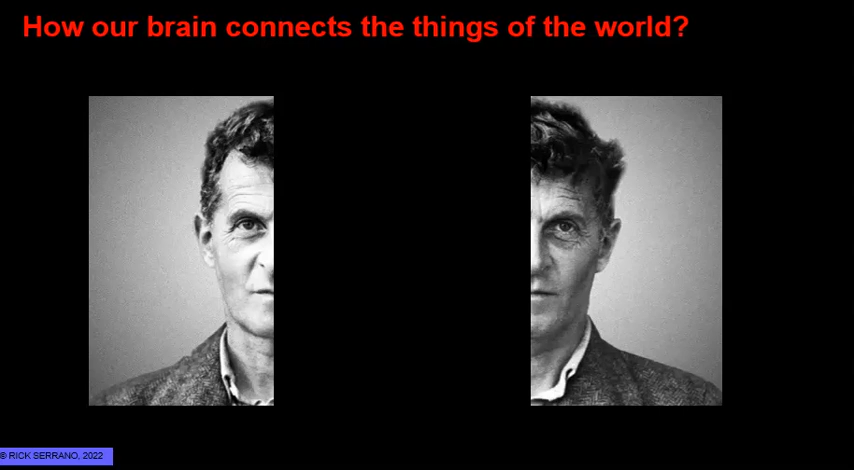 How our brain connects the things of the world?
© RICK SERRANO, 2022